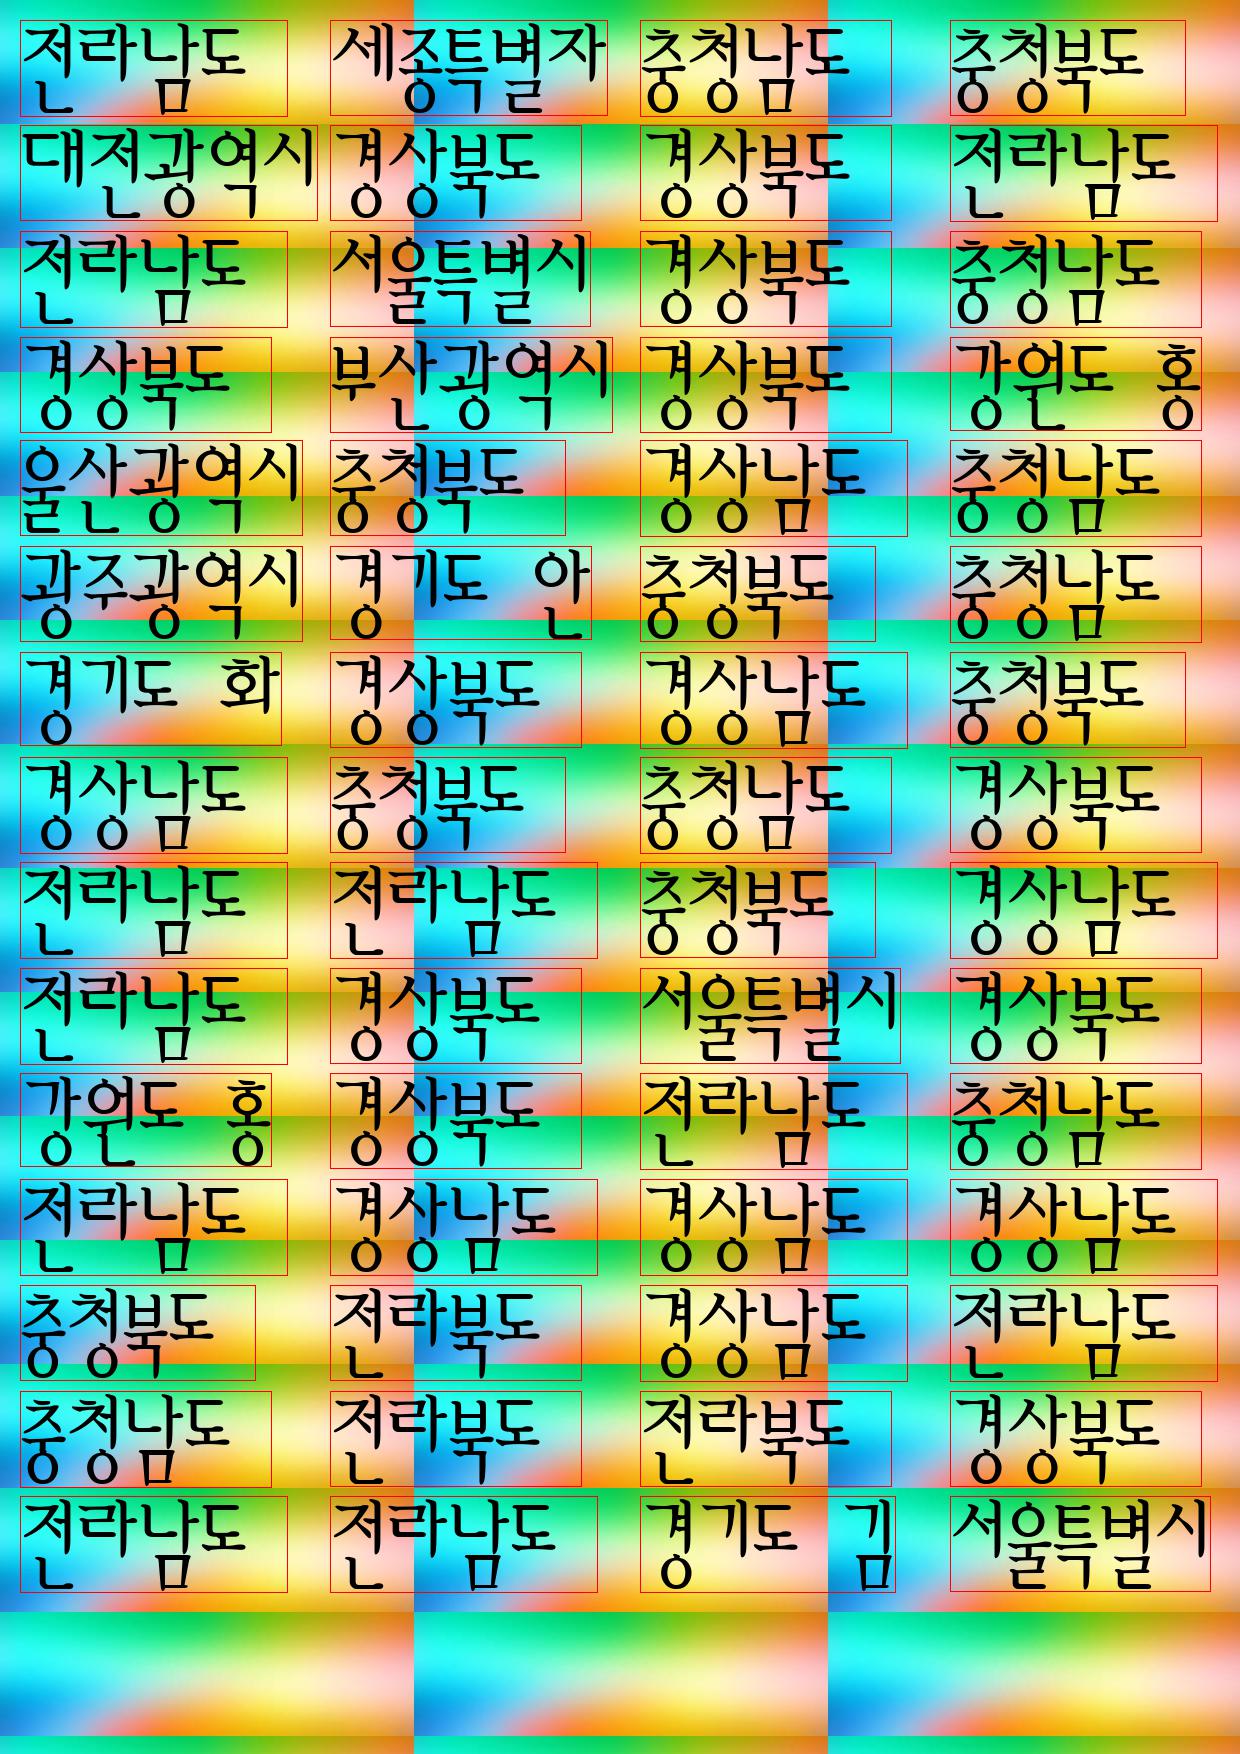 전라남도 세종특별자 충청남도 충청북도
대전광역시 경상북도 경상북도 전라남도
전라남도 서울특별시 경상북도 충청남도
경상북도 부산광역시 경상북도 강원도 홍
울산광역시 충청북도 경상남도 충청남도
광주광역시 경기도 안 충청북도 충청남도
경기도 화 경상북도 경상남도 충청북도
경상남도 충청북도 충청남도 경상북도
전라남도 전라남도 충청북도 경상남도
전라남도 경상북도 서울특별시 경상북도
강원도 홍 경상북도 전라남도 충청남도
전라남도 경상남도 경상남도 경상남도
충청북도 전라북도 경상남도 전라남도
충청남도 전라북도 전라북도 경상북도
전라남도 전라남도 경기도 김 서울특별시